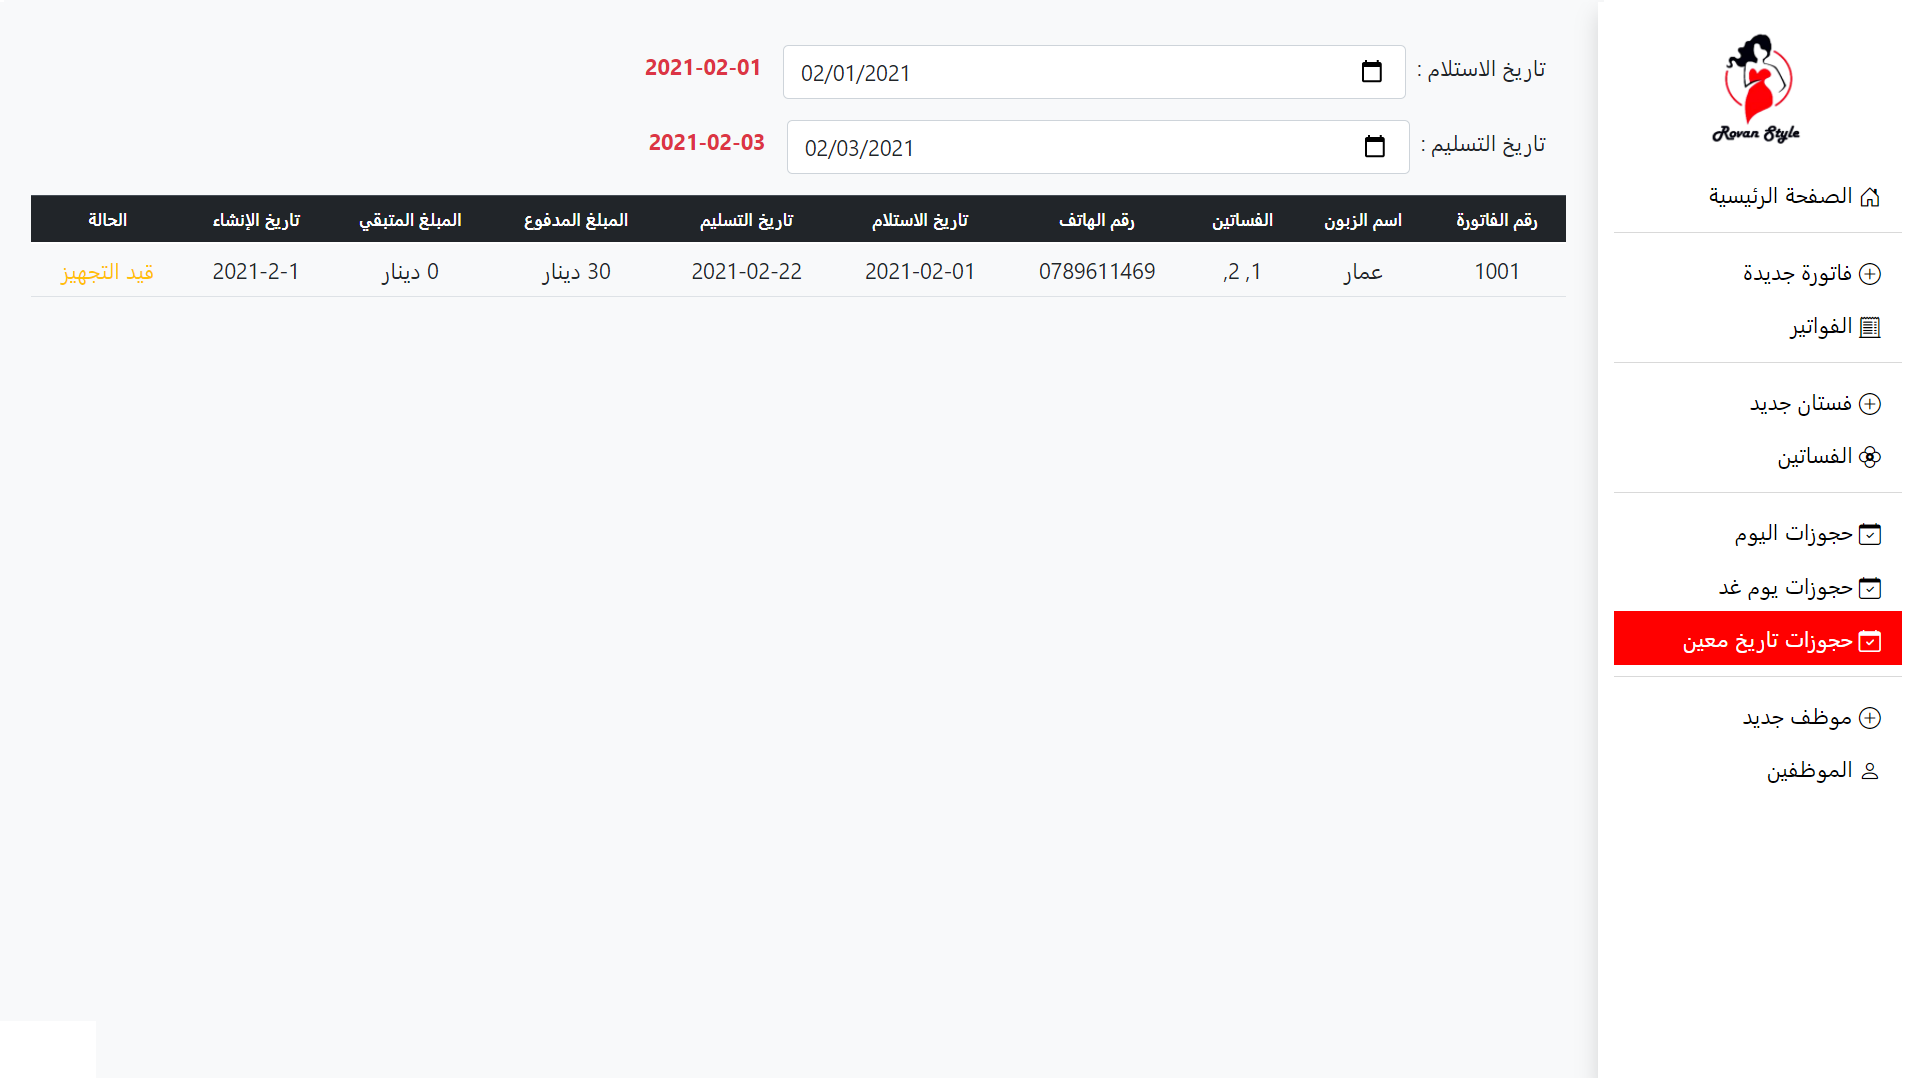 Rovan Style
الصفحة الرئيسية
فاتورة جديدة
الفواتير
فستان جديد
الفساتين
حجوزات اليوم
حجوزات يوم غد
حجوزات تاريخ معين
موظف جديد
الموظفين
تاريخ الاستلام : 02/01/2021 2021-02-01
تاريخ التسليم : 02/03/2021 2021-02-03
رقم الفاتورة اسم الزبون الفساتين رقم الهاتف تاريخ الاستلام تاريخ التسليم المبلغ المدفوع المبلغ المتبقي تاريخ الإنشاء الحالة
1001 عمار 1, 2, 0789611469 2021-02-01 2021-02-22 30 دينار 0 دينار 2021-2-1 قيد التجهيز